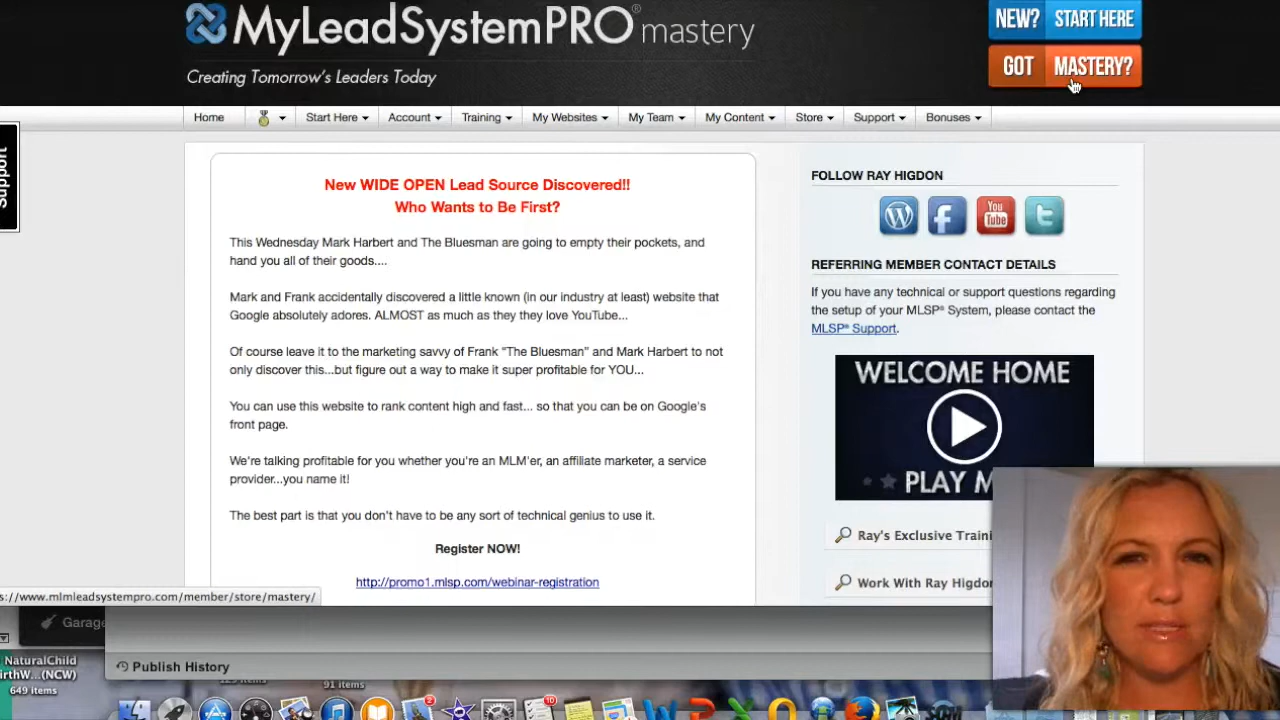 MyLeadSystemPRO® mastery
Creating Tomorrow's Leaders Today
NEW? START HERE
GOT MASTERY?
Home Start Here Account Training My Websites My Team My Content Store Support Bonuses
Support
New WIDE OPEN Lead Source Discovered!!
Who Wants to Be First?
This Wednesday Mark Harbert and The Bluesman are going to empty their pockets, and
hand you all of their goods....
Mark and Frank accidentally discovered a little known (in our industry at least) website that
Google absolutely adores. ALMOST as much as they they love YouTube...
Of course leave it to the marketing savvy of Frank "The Bluesman" and Mark Harbert to not
only discover this...but figure out a way to make it super profitable for YOU...
You can use this website to rank content high and fast... so that you can be on Google's
front page.
We're talking profitable for you whether you're an MLM'er, an affiliate marketer, a service
provider...you name it!
The best part is that you don't have to be any sort of technical genius to use it.
Register NOW!
http://promo1.mlsp.com/webinar-registration
FOLLOW RAY HIGDON
You Tube
REFERRING MEMBER CONTACT DETAILS
If you have any technical or support questions regarding
the setup of your MLSP® System, please contact the
MLSP® Support.
WELCOME HOME
PLAY M
Ray's Exclusive Traini
Work With Ray Higdon
s://www.mlmleadsystempro.com/member/store/mastery/
Garage
Publish History
NaturalChild
irthW...(NCW)
649 items
91 items